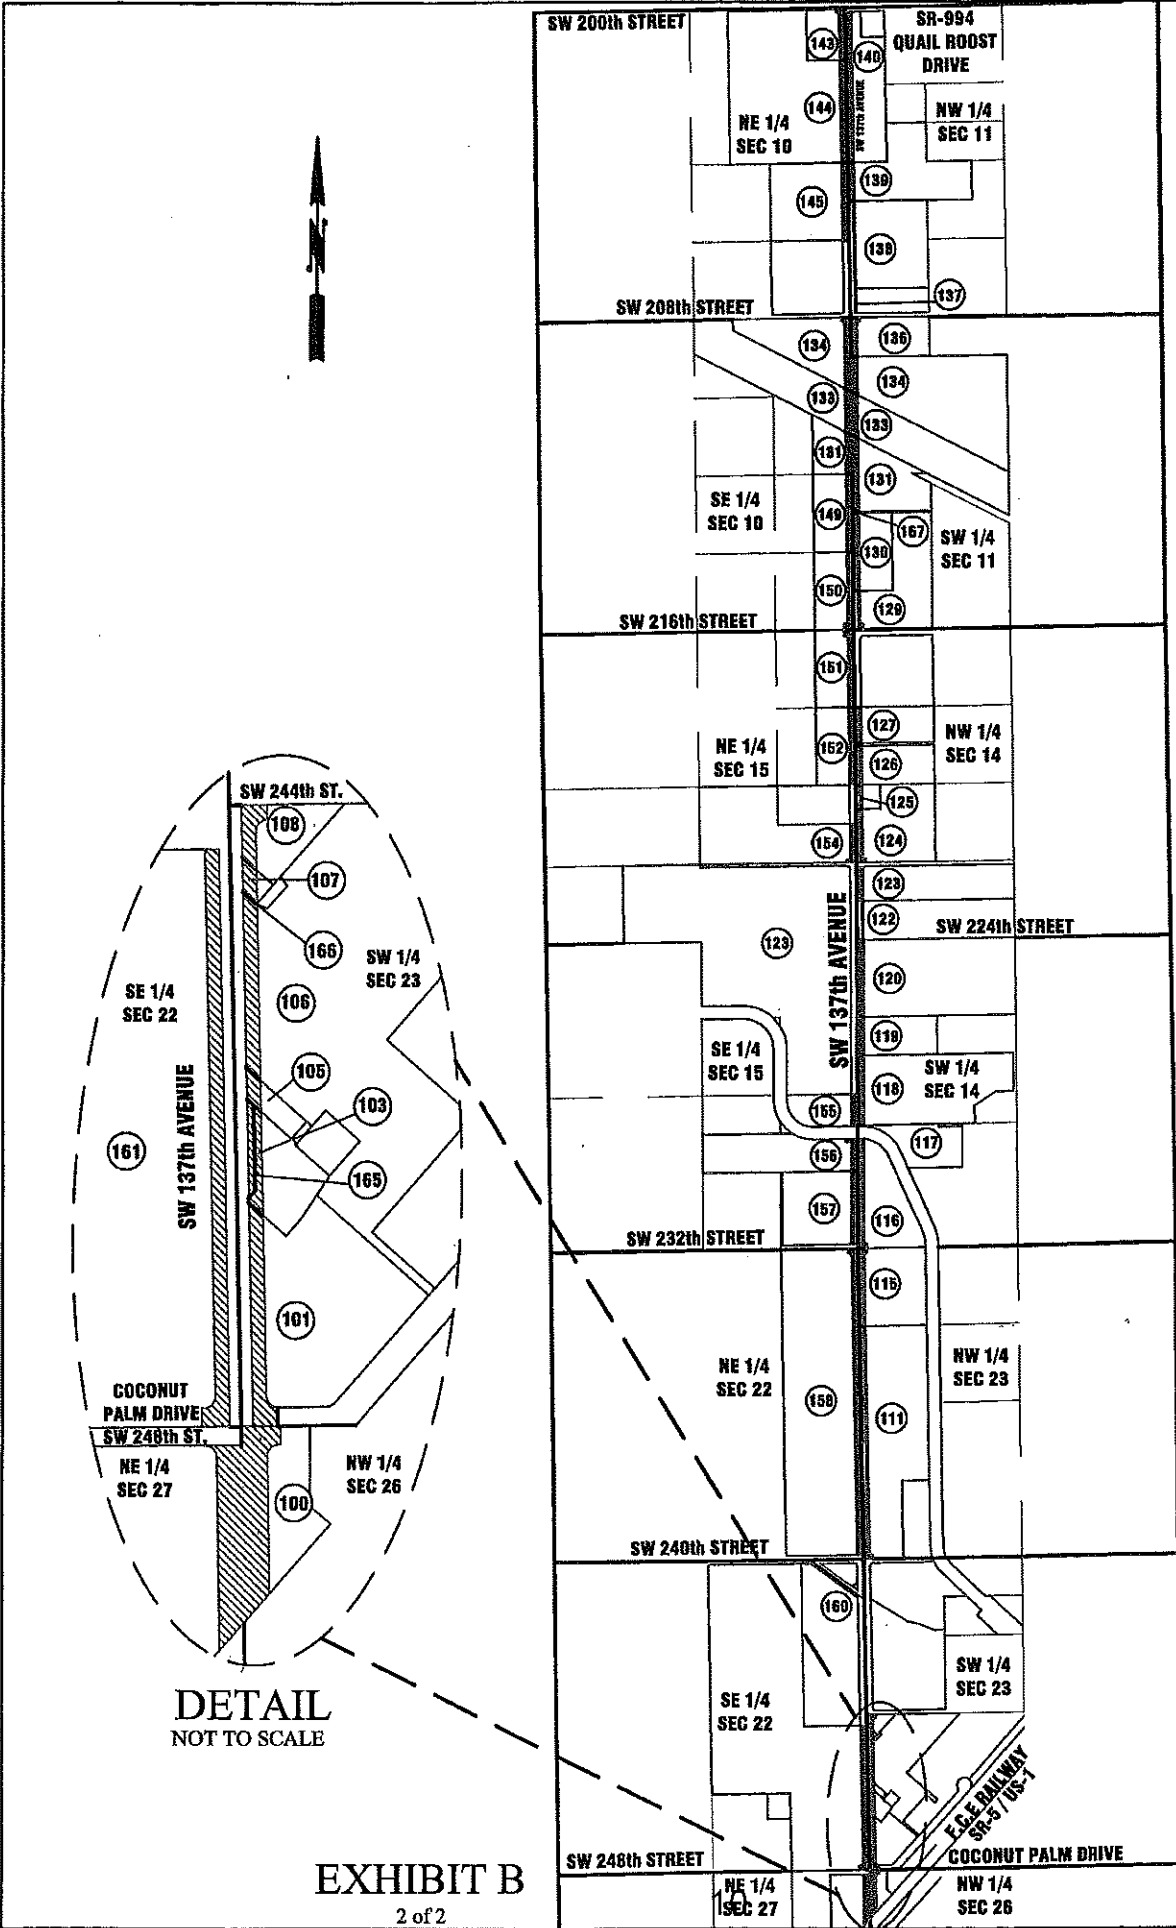 SW 200th STREET
SR-994
QUAIL ROOST
DRIVE
143
140
SW 137th AVENUE
144
NE 1/4
SEC 10
NW 1/4
SEC 11
139
145
138
137
SW 208th STREET
N
134
136
134
133
133
131
131
SE 1/4
SEC 10
149
167
SW 1/4
SEC 11
130
150
129
SW 216th STREET
151
127
NW 1/4
SEC 14
NE 1/4
SEC 15
152
126
125
154
124
123
122
SW 224th STREET
123
SW 137th AVENUE
120
119
SE 1/4
SEC 15
118
SW 1/4
SEC 14
155
117
156
157
116
SW 232th STREET
115
NE 1/4
SEC 22
NW 1/4
SEC 23
158
111
SW 240th STREET
160
SW 1/4
SEC 23
SE 1/4
SEC 22
F.C.E RAILWAY
SR-5 / US-1
SW 248th STREET
COCONUT PALM DRIVE
NE 1/4
SEC 27
10
NW 1/4
SEC 26
SW 244th ST.
108
107
166
SW 1/4
SEC 23
SE 1/4
SEC 22
106
105
103
SW 137th AVENUE
161
165
101
COCONUT
PALM DRIVE
SW 248th ST.
NE 1/4
SEC 27
NW 1/4
SEC 26
100
DETAIL
NOT TO SCALE
EXHIBIT B
2 of 2